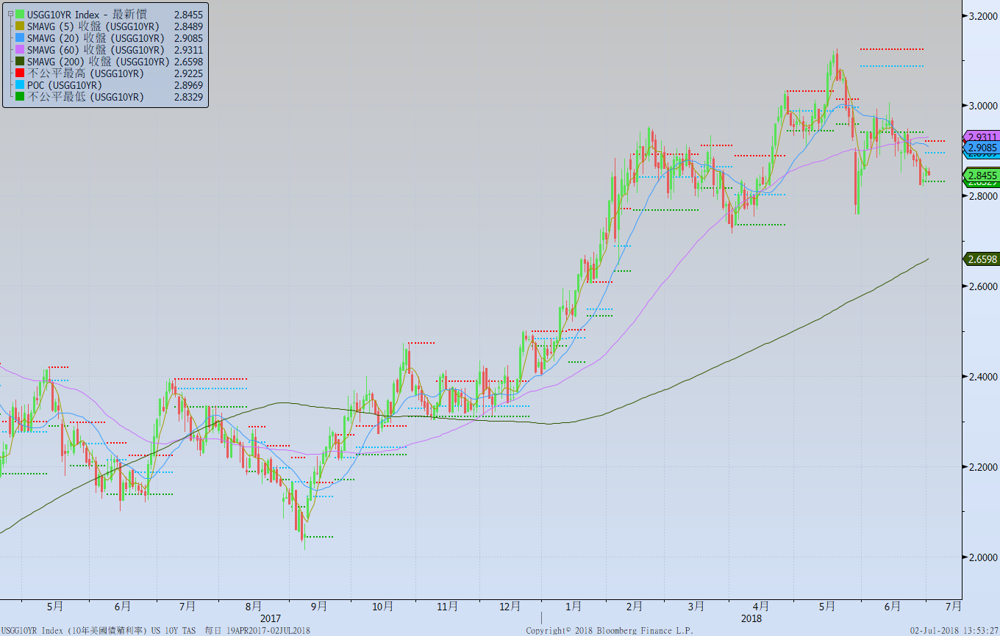 USGG10YR Index - 最新價 2.8455
SMAVG (5) 收盤 (USGG10YR) 2.8489
SMAVG (20) 收盤 (USGG10YR) 2.9085
SMAVG (60) 收盤 (USGG10YR) 2.9311
SMAVG (200) 收盤 (USGG10YR) 2.6598
不公平最高 (USGG10YR) 2.9225
POC (USGG10YR) 2.8969
不公平最低 (USGG10YR) 2.8329
3.2000
3.0000
2.9311
2.9085
2.8969
2.8455
2.8329
2.8000
2.6598
2.6000
2.4000
2.2000
2.0000
5月 6月 7月 8月 9月 10月 11月 12月 1月 2月 3月 4月 5月 6月 7月
2017 2018
USGG10YR Index (10年美國債殖利率) US 10Y TAS 每日 19APR2017-02JUL2018 Copyright© 2018 Bloomberg Finance L.P. 02-Jul-2018 13:53:27